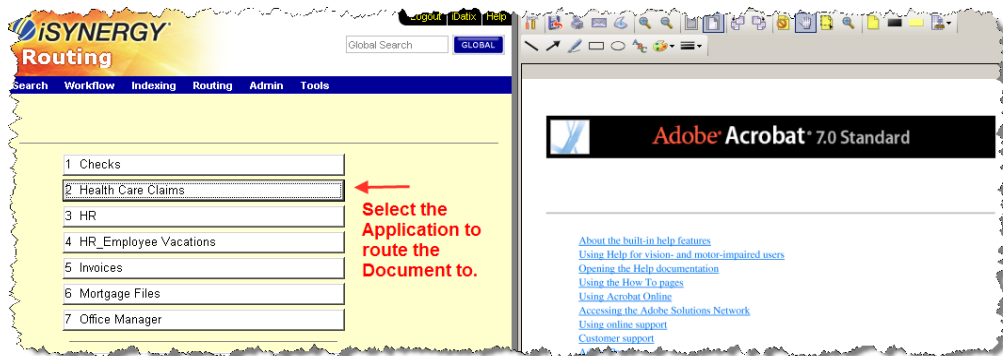 Logout | iDatix | Help
iSYNERGY
Routing
Global Search
GLOBAL
Search Workflow Indexing Routing Admin Tools
1 Checks
2 Health Care Claims
3 HR
4 HR_Employee Vacations
5 Invoices
6 Mortgage Files
7 Office Manager
Select the
Application to
route the
Document to.
Adobe® Acrobat® 7.0 Standard
About the built-in help features
Using Help for vision- and motor-impaired users
Opening the Help documentation
Using the How To pages
Using Acrobat Online
Accessing the Adobe Solutions Network
Using online support
Customer support